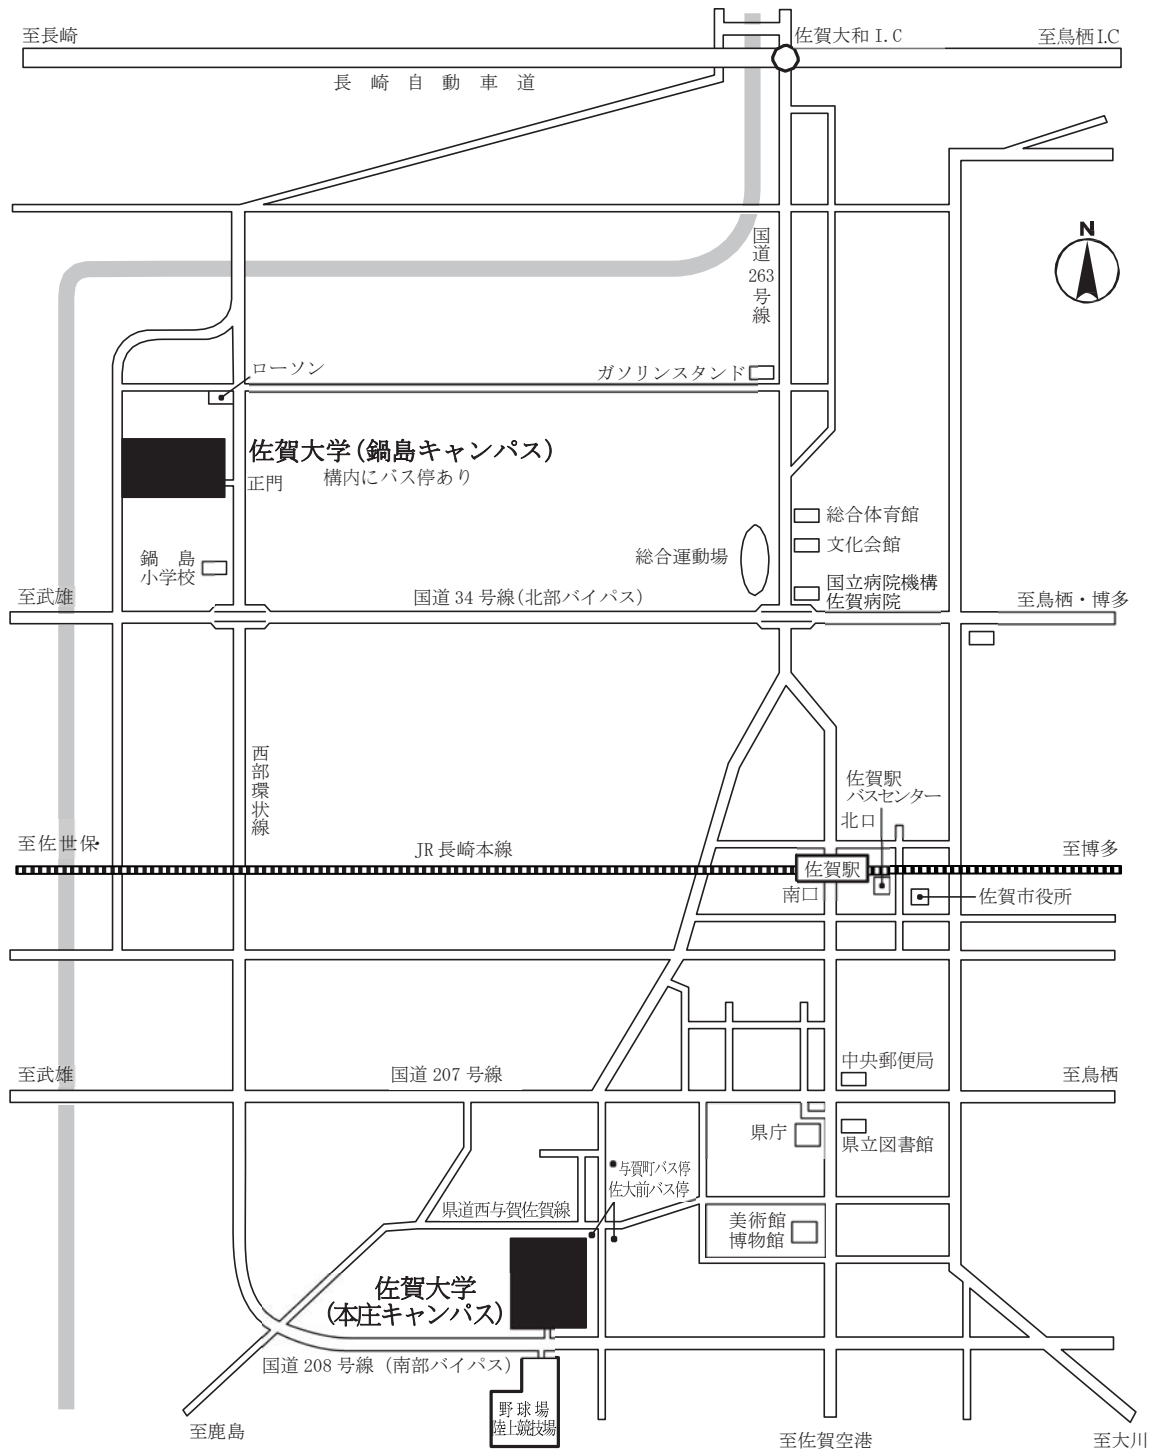 至長崎
佐賀大和 I.C
至鳥栖I.C
長崎自動車道
N
国道263号線
ローソン
ガソリンスタンド
佐賀大学(鍋島キャンパス)
正門
構内にバス停あり
総合体育館
文化会館
総合運動場
鍋島
小学校
国立病院機構
佐賀病院
至武雄
国道 34 号線(北部バイパス)
至鳥栖・博多
西部環状線
佐賀駅
バスセンター
北口
至佐世保
JR 長崎本線
至博多
佐賀駅
南口
佐賀市役所
中央郵便局
至武雄
国道 207 号線
至鳥栖
県庁
県立図書館
与賀町バス停
佐大前バス停
県道西与賀佐賀線
美術館
博物館
佐賀大学
(本庄キャンパス)
国道 208 号線(南部バイパス)
野球場
陸上競技場
至鹿島
至佐賀空港
至大川